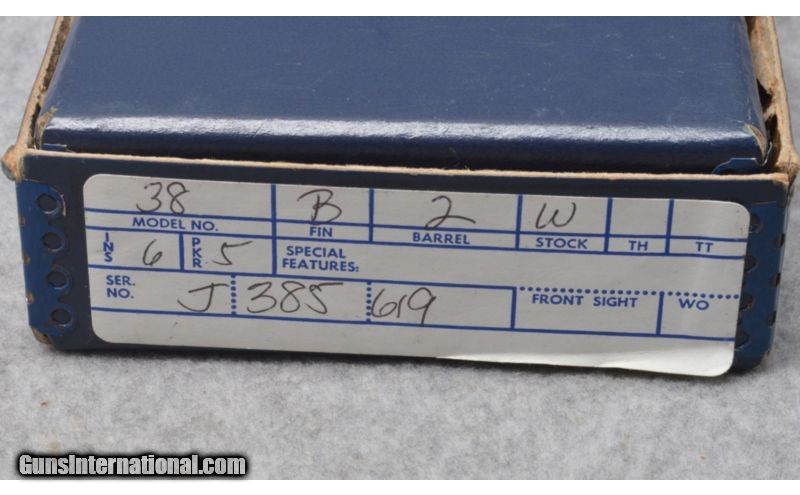 38 B 2 W
MODEL NO. FIN BARREL STOCK TH TT
INS 6 PKR 5 SPECIAL
FEATURES:
SER.
NO. J 385 619 FRONT SIGHT WO
GunsInternational.com